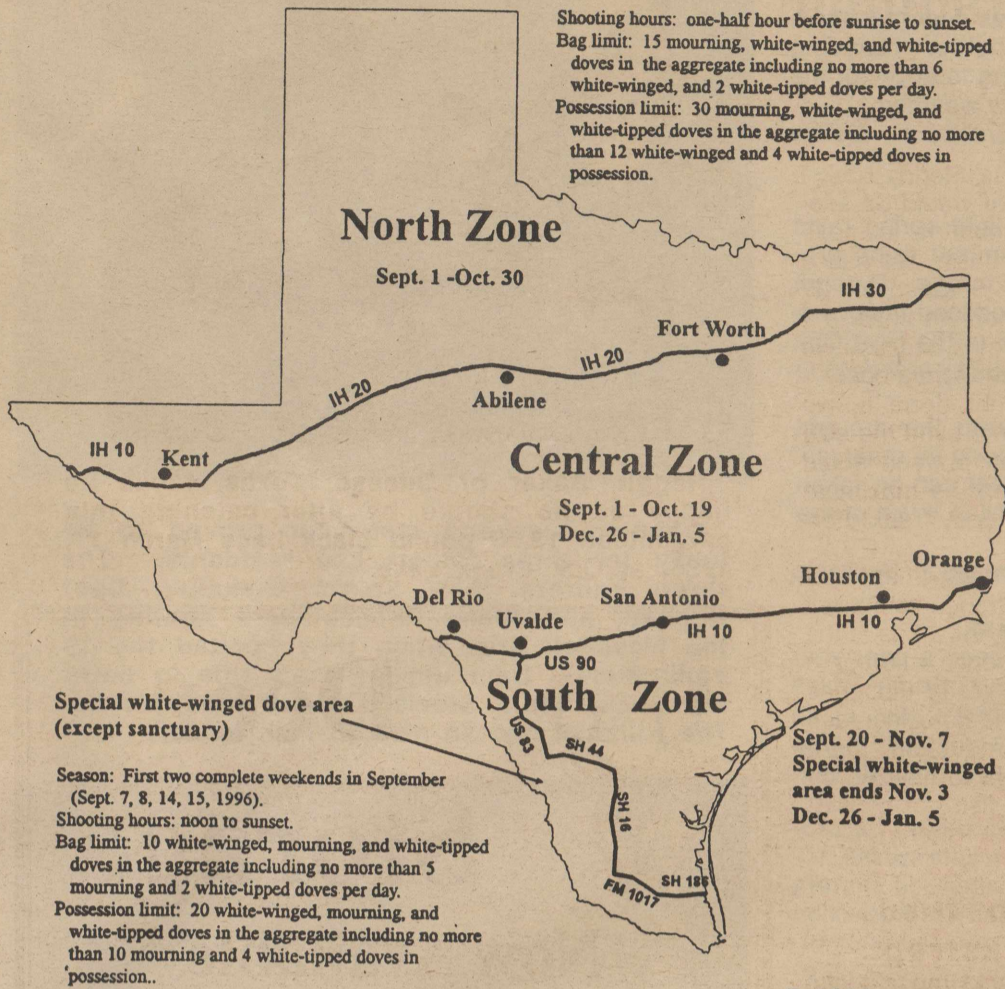 Shooting hours: one-half hour before sunrise to sunset.
Bag limit: 15 mourning, white-winged, and white-tipped
doves in the aggregate including no more than 6
white-winged, and 2 white-tipped doves per day.
Possession limit: 30 mourning, white-winged, and
white-tipped doves in the aggregate including no more
than 12 white-winged and 4 white-tipped doves in
possession.
North Zone
Sept. 1 -Oct. 30
IH 30
Fort Worth
IH 20
Abilene
IH 20
IH 10
Kent
Central Zone
Sept. 1 - Oct. 19
Dec. 26 - Jan. 5
Orange
Houston
Del Rio
Uvalde
San Antonio
IH 10
IH 10
US 90
South Zone
Special white-winged dove area
(except sanctuary)
US 83
SH 44
SH 16
FM 1017
SH 186
Sept. 20 - Nov. 7
Special white-winged
area ends Nov. 3
Dec. 26 - Jan. 5
Season: First two complete weekends in September
(Sept. 7, 8, 14, 15, 1996).
Shooting hours: noon to sunset.
Bag limit: 10 white-winged, mourning, and white-tipped
doves in the aggregate including no more than 5
mourning and 2 white-tipped doves per day.
Possession limit: 20 white-winged, mourning, and
white-tipped doves in the aggregate including no more
than 10 mourning and 4 white-tipped doves in
possession..